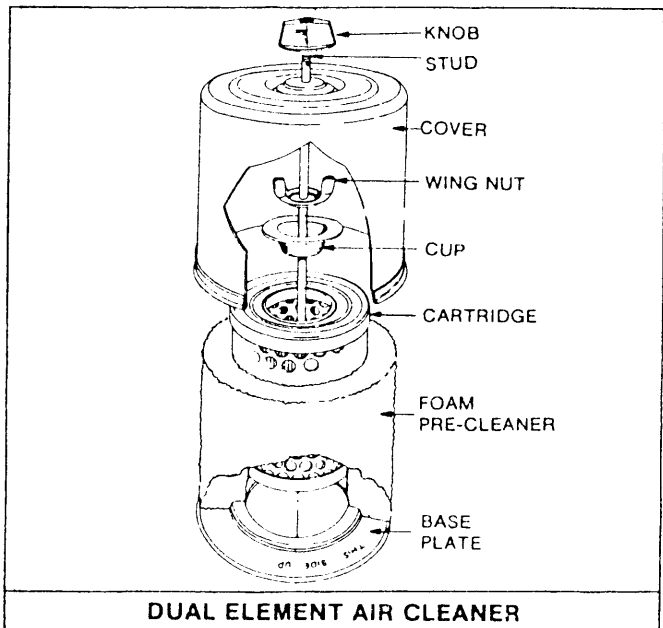 KNOB
STUD
COVER
WING NUT
CUP
CARTRIDGE
FOAM
PRE-CLEANER
BASE
PLATE
THIS SIDE UP
DUAL ELEMENT AIR CLEANER